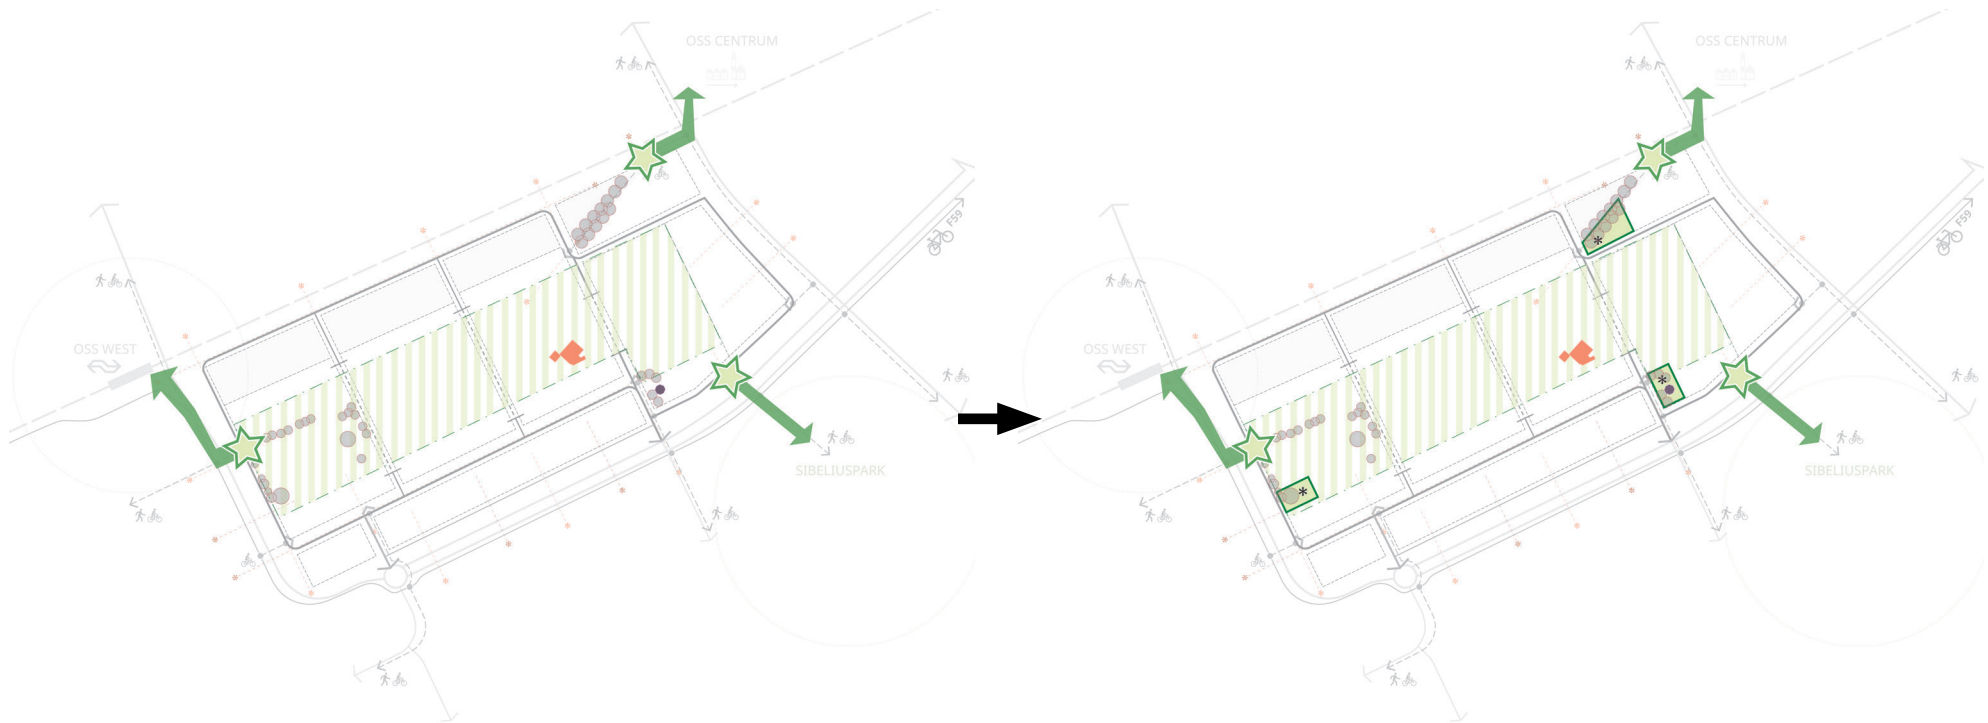 OSS CENTRUM
OSS CENTRUM
F59
F59
OSS WEST
OSS WEST
SIBELIUSPARK
SIBELIUSPARK